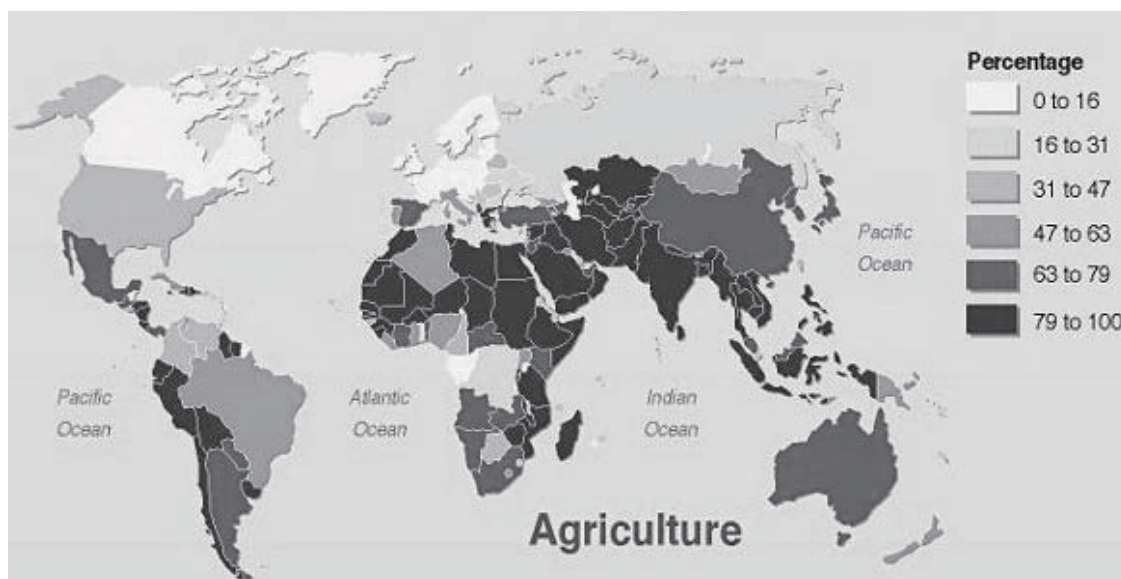 Percentage
0 to 16
16 to 31
31 to 47
47 to 63
63 to 79
79 to 100
Pacific
Ocean
Pacific
Ocean
Atlantic
Ocean
Indian
Ocean
Agriculture